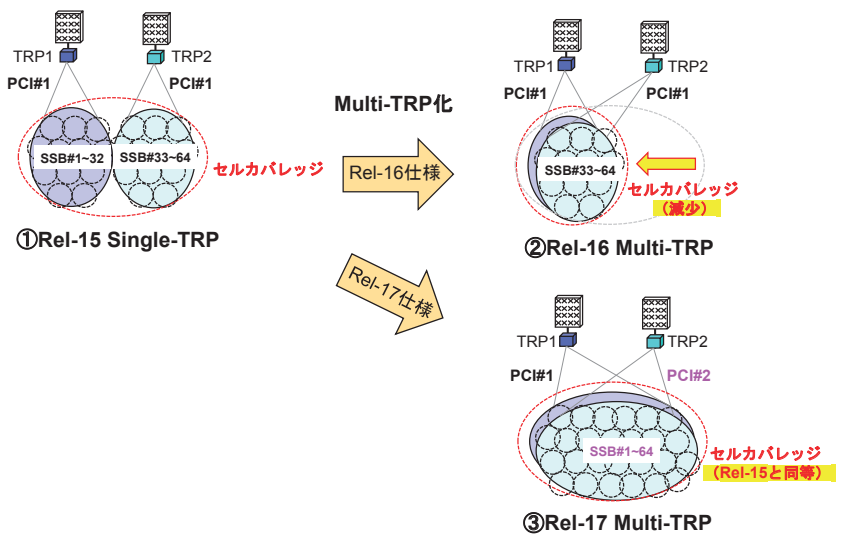 TRP1
TRP2
PCI#1
PCI#1
SSB#1~32
SSB#33~64
セルカバレッジ
①Rel-15 Single-TRP
Multi-TRP化
Rel-16仕様
Rel-17仕様
TRP1
TRP2
PCI#1
PCI#1
SSB#33~64
セルカバレッジ
（減少）
②Rel-16 Multi-TRP
TRP1
TRP2
PCI#1
PCI#2
SSB#1~64
セルカバレッジ
（Rel-15と同等）
③Rel-17 Multi-TRP